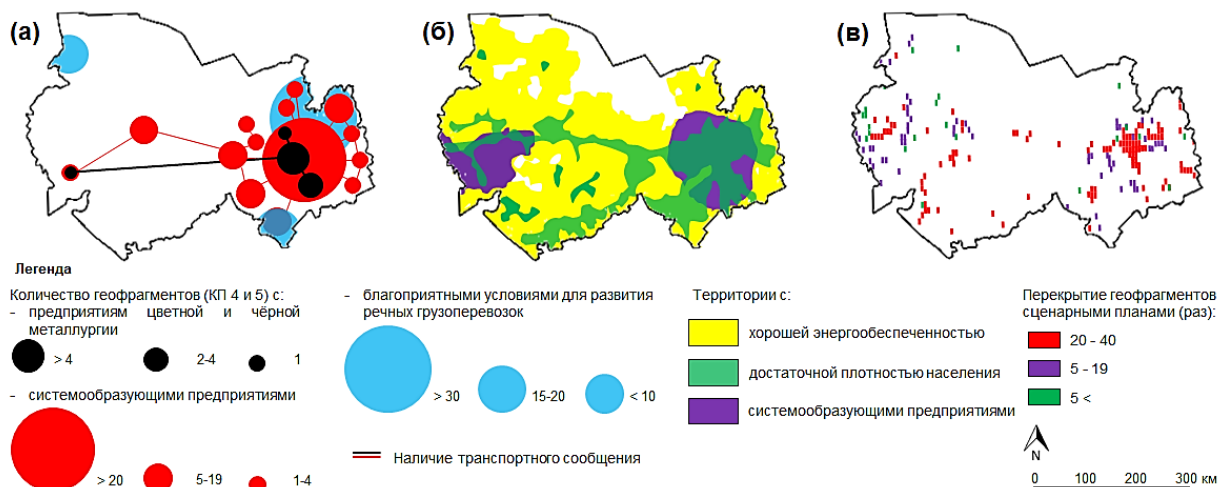 (а)
(б)
(в)
Легенда
Количество геофрагментов (КП 4 и 5) с:
- предприятиям цветной и чёрной
металлургии
> 4
2-4
1
- системообразующими предприятиями
> 20
5-19
1-4
- благоприятными условиями для развития
речных грузоперевозок
> 30
15-20
< 10
Наличие транспортного сообщения
Территории с:
хорошей энергообеспеченностью
достаточной плотностью населения
системообразующими предприятиями
Перекрытие геофрагментов
сценарными планами (раз):
20 - 40
5 - 19
5 <
N
0 100 200 300 км